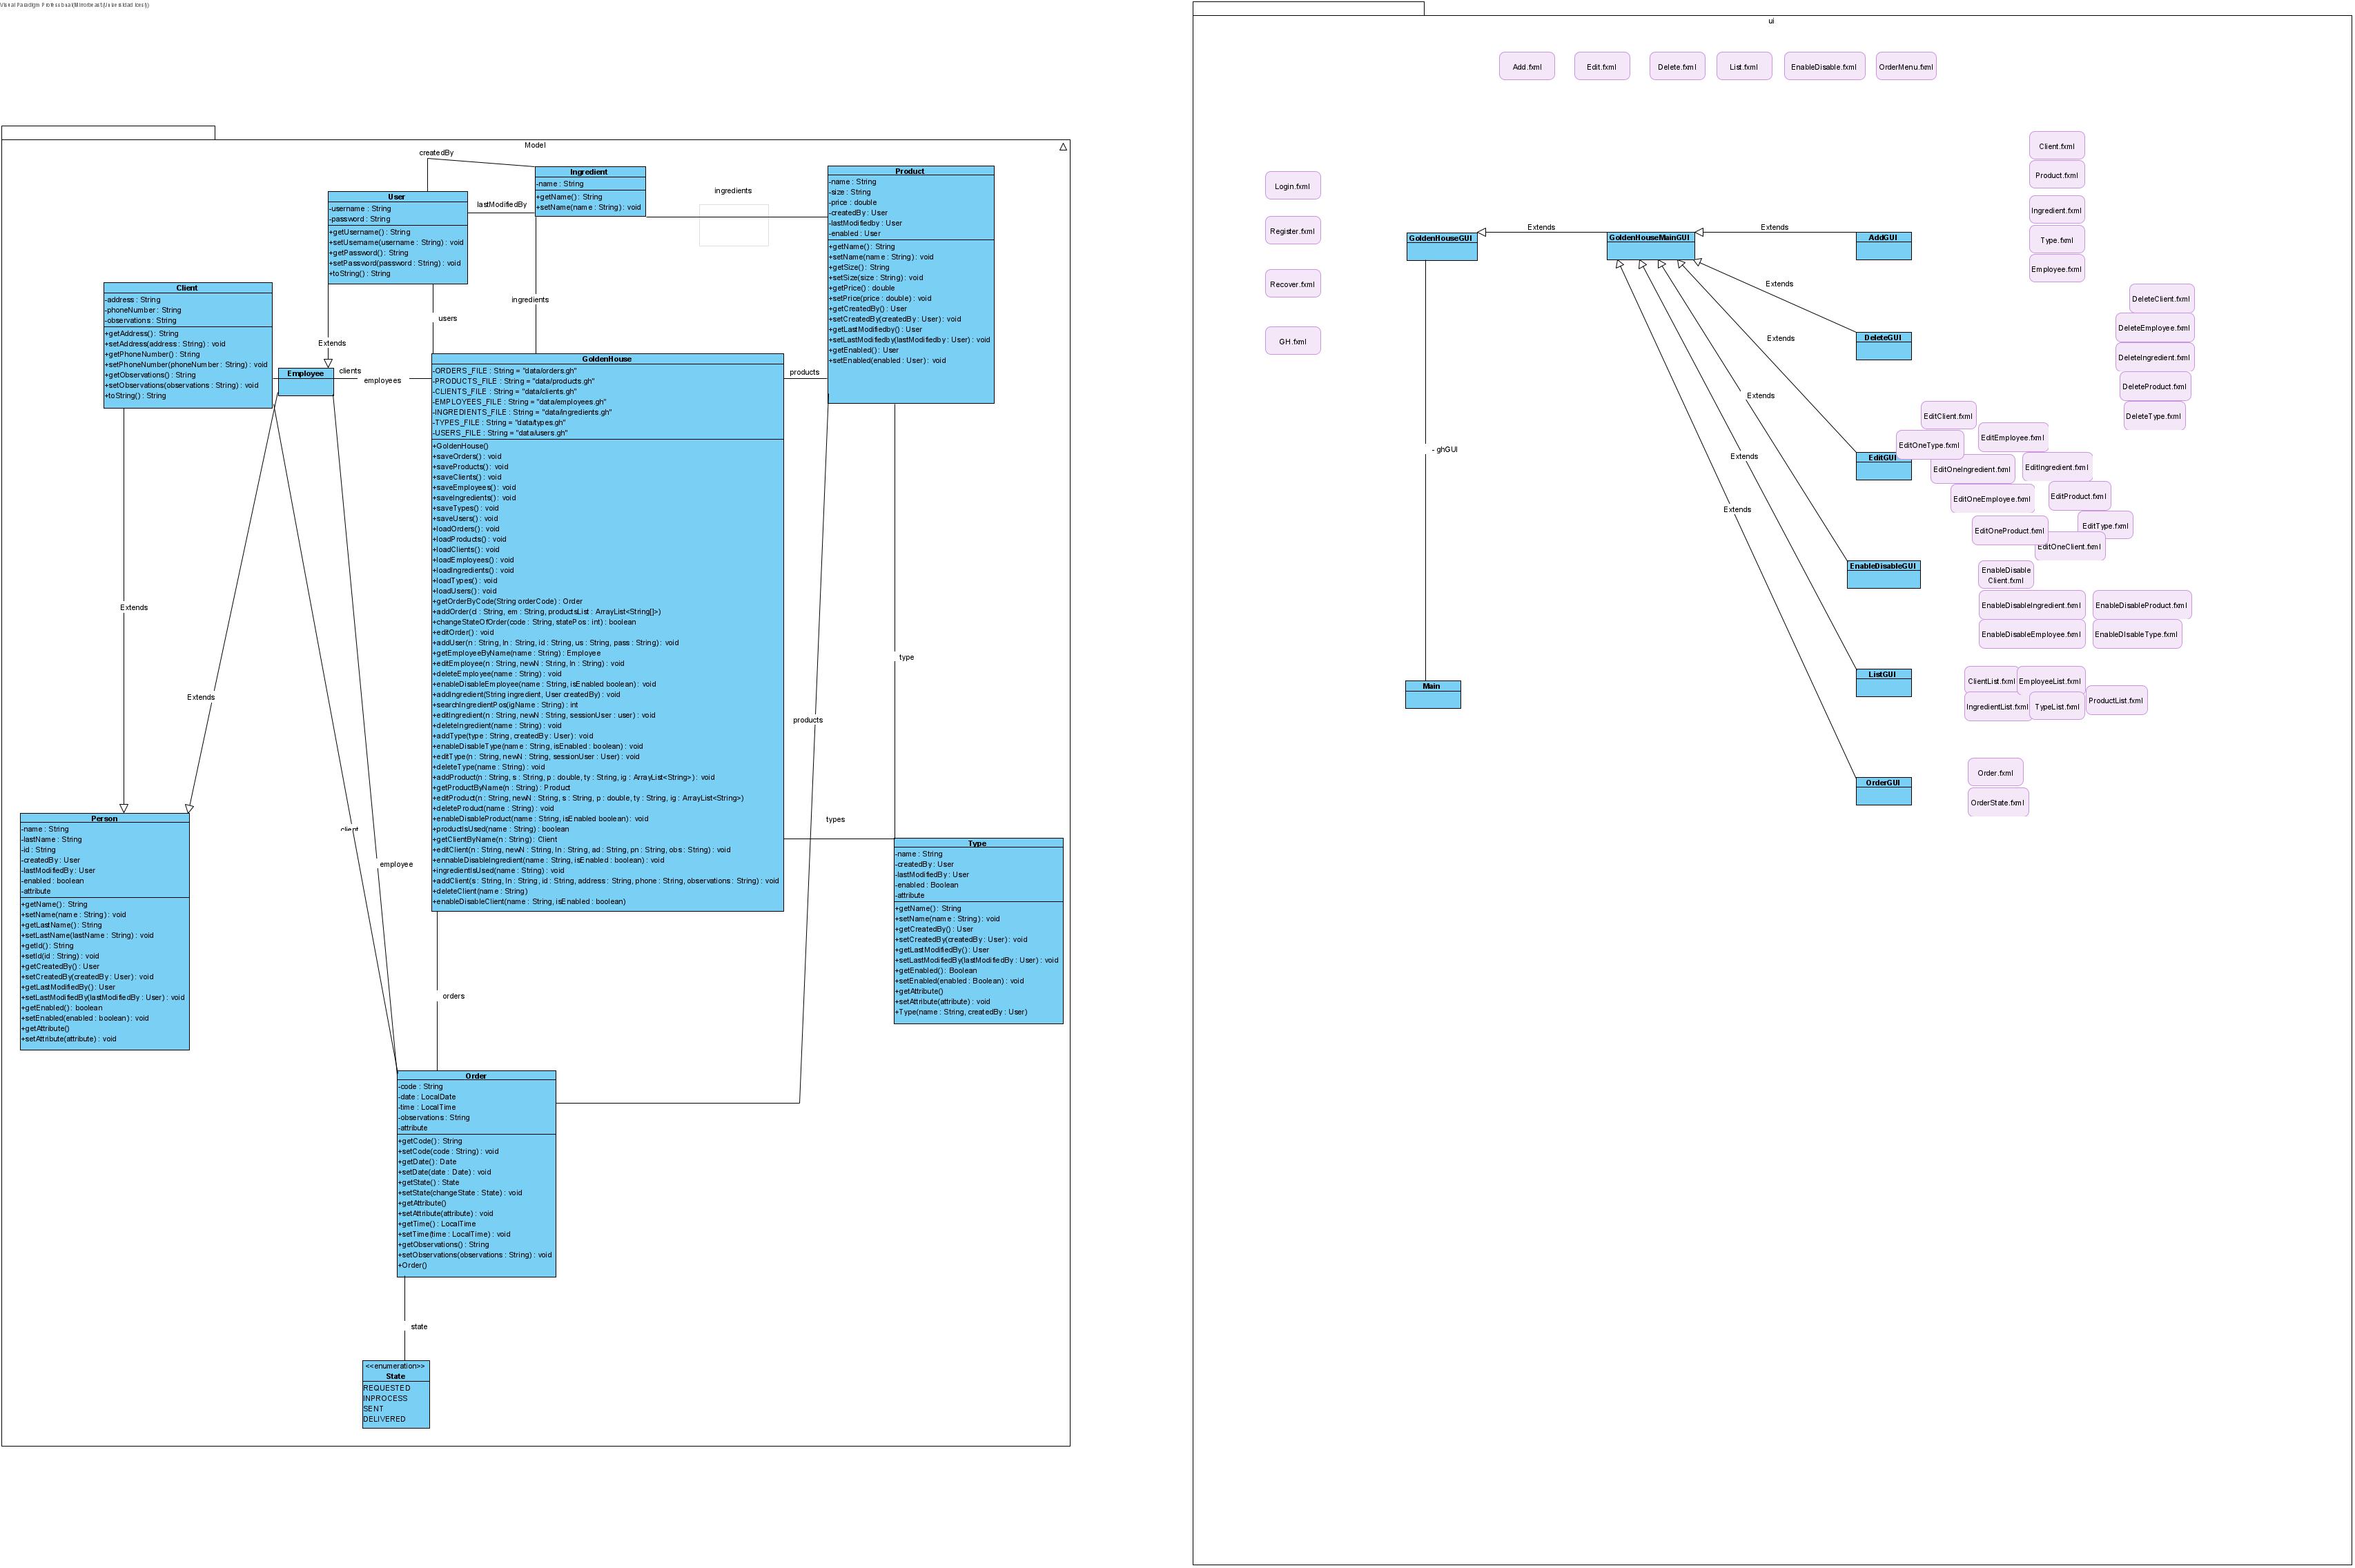 Visual Paradigm Professional(Minorbeat5(Universidad Icesi))
Model
createdBy
lastModifiedBy
ingredients
User
-username : String
-password : String
+getUsername() : String
+setUsername(username : String) : void
+getPassword() : String
+setPassword(password : String) : void
+toString() : String
Ingredient
-name : String
+getName() : String
+setName(name : String) : void
Product
-name : String
-size : String
-price : double
-createdBy : User
-lastModifiedby : User
-enabled : User
+getName() : String
+setName(name : String) : void
+getSize() : String
+setSize(size : String) : void
+getPrice() : double
+setPrice(price : double) : void
+getCreatedBy() : User
+setCreatedBy(createdBy : User) : void
+getLastModifiedby() : User
+setLastModifiedby(lastModifiedby : User) : void
+getEnabled() : User
+setEnabled(enabled : User) : void
Client
-address : String
-phoneNumber : String
-observations : String
+getAddress() : String
+setAddress(address : String) : void
+getPhoneNumber() : String
+setPhoneNumber(phoneNumber : String) : void
+getObservations() : String
+setObservations(observations : String) : void
+toString() : String
Extends
users
ingredients
Employee
clients
employees
products
GoldenHouse
-ORDERS_FILE : String = "data/orders.gh"
-PRODUCTS_FILE : String = "data/products.gh"
-CLIENTS_FILE : String = "data/clients.gh"
-EMPLOYEES_FILE : String = "data/employees.gh"
-INGREDIENTS_FILE : String = "data/ingredients.gh"
-TYPES_FILE : String = "data/types.gh"
-USERS_FILE : String = "data/users.gh"
+GoldenHouse()
+saveOrders() : void
+saveProducts() : void
+saveClients() : void
+saveEmployees() : void
+saveIngredients() : void
+saveTypes() : void
+saveUsers() : void
+loadOrders() : void
+loadProducts() : void
+loadClients() : void
+loadEmployees() : void
+loadIngredients() : void
+loadTypes() : void
+loadUsers() : void
+getOrderByCode(String orderCode) : Order
+addOrder(cl : String, em : String, productsList : ArrayList<String[]>)
+changeStateOfOrder(code : String, statePos : int) : boolean
+editOrder() : void
+addUser(n : String, ln : String, id : String, us : String, pass : String) : void
+getEmployeeByName(name : String) : Employee
+editEmployee(n : String, newN : String, ln : String) : void
+deleteEmployee(name : String) : void
+enableDisableEmployee(name : String, isEnabled boolean) : void
+addIngredient(String ingredient, User createdBy) : void
+searchIngredientPos(igName : String) : int
+editIngredient(n : String, newN : String, sessionUser : user) : void
+deleteIngredient(name : String) : void
+addType(type : String, createdBy : User) : void
+enableDisableType(name : String, isEnabled : boolean) : void
+editType(n : String, newN : String, sessionUser : User) : void
+deleteType(name : String) : void
+addProduct(n : String, s : String, p : double, ty : String, ig : ArrayList<String>) : void
+getProductByName(n : String) : Product
+editProduct(n : String, newN : String, s : String, p : double, ty : String, ig : ArrayList<String>)
+deleteProduct(name : String) : void
+enableDisableProduct(name : String, isEnabled boolean) : void
+productIsUsed(name : String) : boolean
+getClientByName(n : String) : Client
+editClient(n : String, newN : String, ln : String, ad : String, pn : String, obs : String) : void
+ennableDisableIngredient(name : String, isEnabled : boolean) : void
+ingredientIsUsed(name : String) : void
+addClient(s : String, ln : String, id : String, address : String, phone : String, observations : String) : void
+deleteClient(name : String)
+enableDisableClient(name : String, isEnabled : boolean)
Extends
Extends
client
employee
type
products
types
orders
Person
-name : String
-lastName : String
-id : String
-createdBy : User
-lastModifiedBy : User
-enabled : boolean
-attribute
+getName() : String
+setName(name : String) : void
+getLastName() : String
+setLastName(lastName : String) : void
+getId() : String
+setId(id : String) : void
+getCreatedBy() : User
+setCreatedBy(createdBy : User) : void
+getLastModifiedBy() : User
+setLastModifiedBy(lastModifiedBy : User) : void
+getEnabled() : boolean
+setEnabled(enabled : boolean) : void
+getAttribute()
+setAttribute(attribute) : void
Type
-name : String
-createdBy : User
-lastModifiedBy : User
-enabled : Boolean
-attribute
+getName() : String
+setName(name : String) : void
+getCreatedBy() : User
+setCreatedBy(createdBy : User) : void
+getLastModifiedBy() : User
+setLastModifiedBy(lastModifiedBy : User) : void
+getEnabled() : Boolean
+setEnabled(enabled : Boolean) : void
+getAttribute()
+setAttribute(attribute) : void
+Type(name : String, createdBy : User)
Order
-code : String
-date : LocalDate
-time : LocalTime
-observations : String
-attribute
+getCode() : String
+setCode(code : String) : void
+getDate() : Date
+setDate(date : Date) : void
+getState() : State
+setState(changeState : State) : void
+getAttribute()
+setAttribute(attribute) : void
+getTime() : LocalTime
+setTime(time : LocalTime) : void
+getObservations() : String
+setObservations(observations : String) : void
+Order()
state
<<enumeration>>
State
REQUESTED
INPROCESS
SENT
DELIVERED
ui
Add.fxml
Edit.fxml
Delete.fxml
List.fxml
EnableDisable.fxml
OrderMenu.fxml
Login.fxml
Register.fxml
Recover.fxml
GH.fxml
Client.fxml
Product.fxml
Ingredient.fxml
Type.fxml
Employee.fxml
GoldenHouseGUI
Extends
GoldenHouseMainGUI
Extends
AddGUI
Extends
DeleteGUI
Extends
Extends
Extends
Extends
- ghGUI
Main
DeleteClient.fxml
DeleteEmployee.fxml
DeleteIngredient.fxml
DeleteProduct.fxml
DeleteType.fxml
EditGUI
EditClient.fxml
EditOneType.fxml
EditEmployee.fxml
EditOneIngredient.fxml
EditIngredient.fxml
EditOneEmployee.fxml
EditProduct.fxml
EditOneProduct.fxml
EditType.fxml
EditOneClient.fxml
EnableDisableGUI
EnableDisable
Client.fxml
EnableDisableIngredient.fxml
EnableDisableProduct.fxml
EnableDisableEmployee.fxml
EnableDIsableType.fxml
ListGUI
ClientList.fxml
EmployeeList.fxml
IngredientList.fxml
TypeList.fxml
ProductList.fxml
OrderGUI
Order.fxml
OrderState.fxml